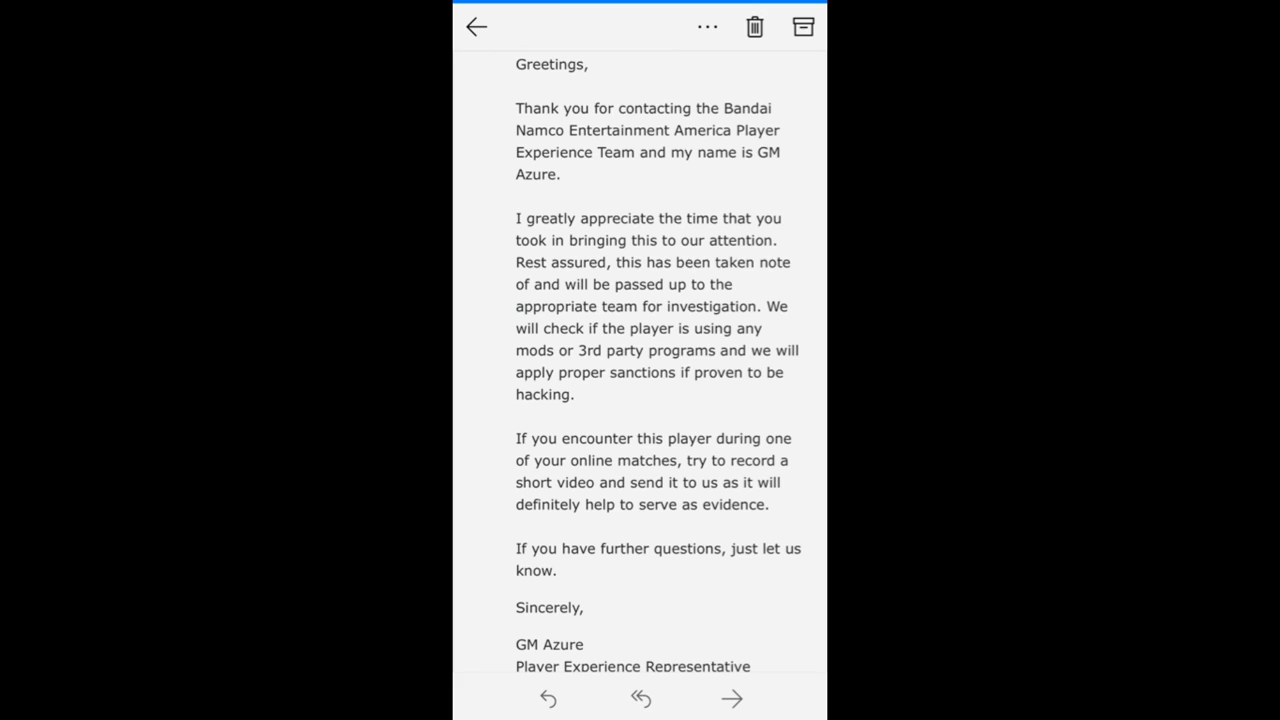 Greetings,
Thank you for contacting the Bandai
Namco Entertainment America Player
Experience Team and my name is GM
Azure.
I greatly appreciate the time that you
took in bringing this to our attention.
Rest assured, this has been taken note
of and will be passed up to the
appropriate team for investigation. We
will check if the player is using any
mods or 3rd party programs and we will
apply proper sanctions if proven to be
hacking.
If you encounter this player during one
of your online matches, try to record a
short video and send it to us as it will
definitely help to serve as evidence.
If you have further questions, just let us
know.
Sincerely,
GM Azure
Player Experience Representative